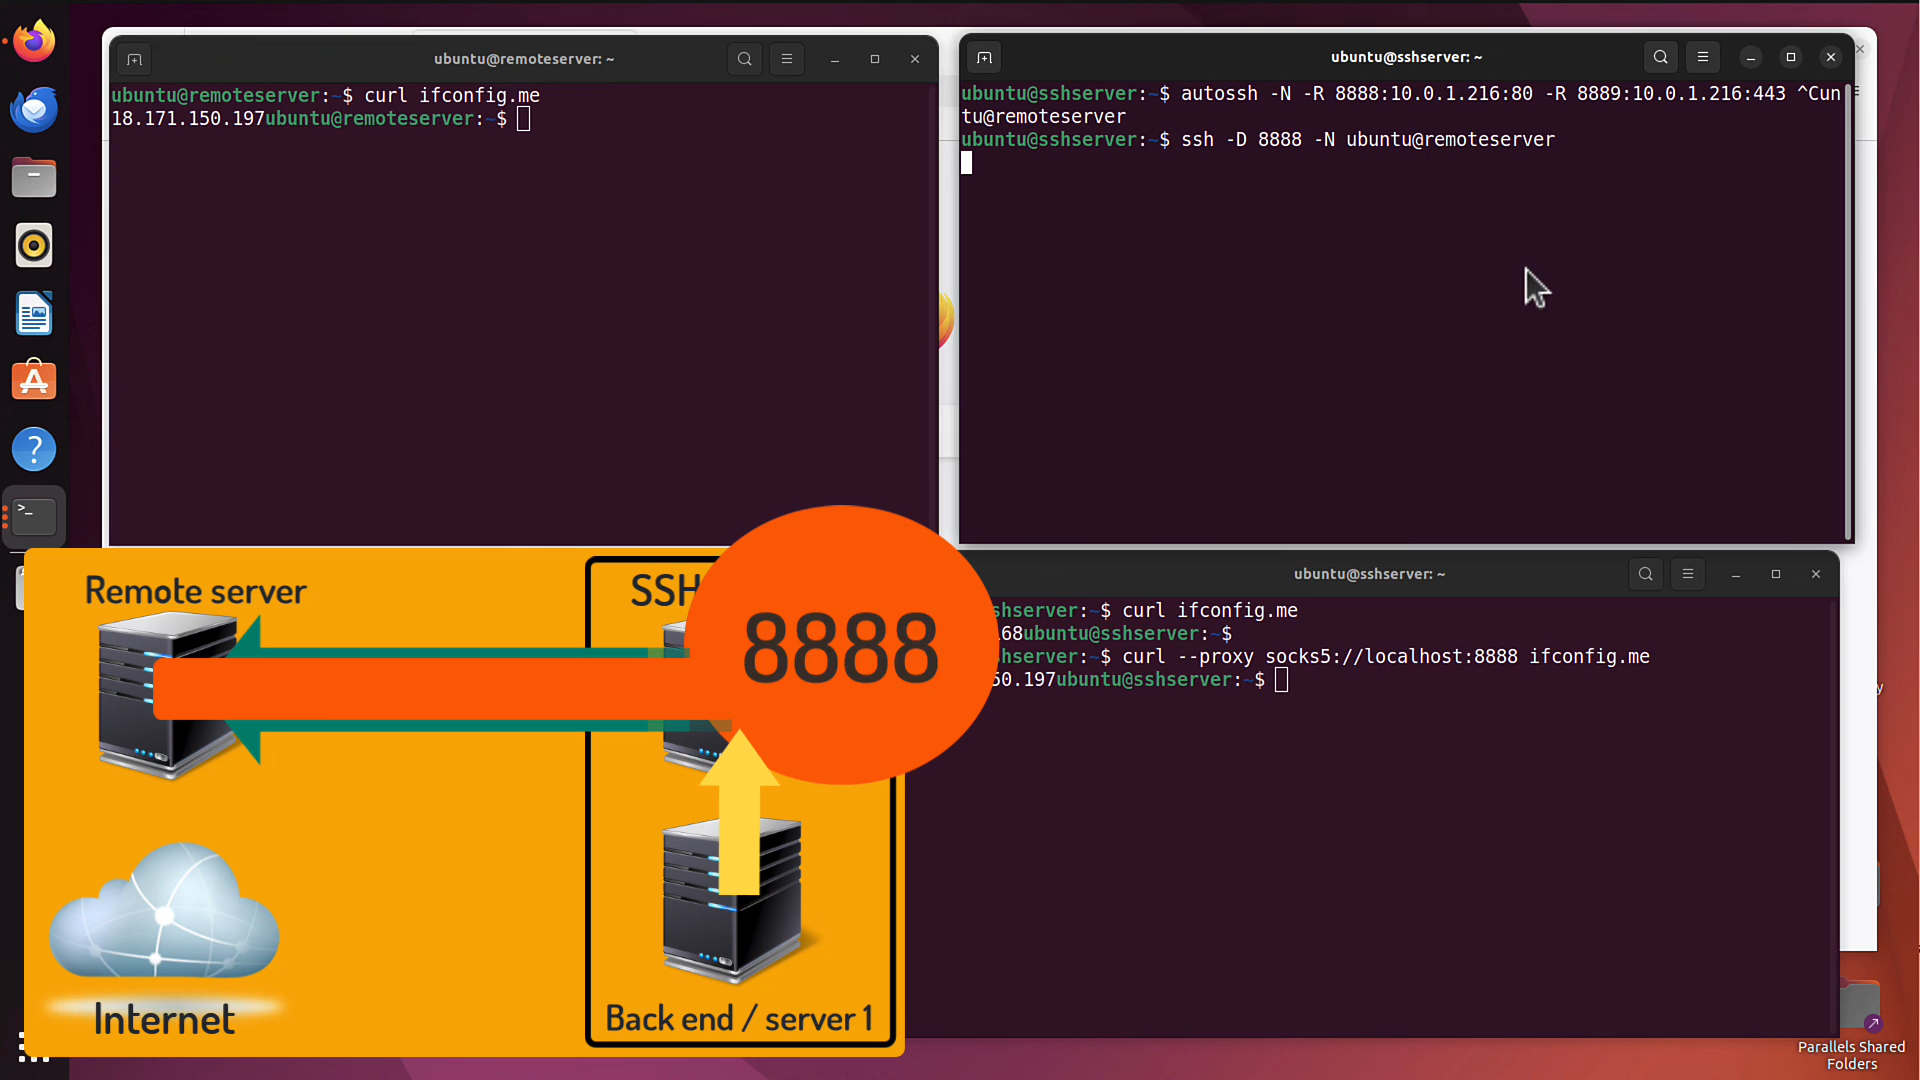 ubuntu@remoteserver: ~
ubuntu@remoteserver:~$ curl ifconfig.me
18.171.150.197ubuntu@remoteserver:~$
ubuntu@sshserver: ~
ubuntu@sshserver:~$ autossh -N -R 8888:10.0.1.216:80 -R 8889:10.0.1.216:443 ^Cun
tu@remoteserver
ubuntu@sshserver:~$ ssh -D 8888 -N ubuntu@remoteserver
ubuntu@sshserver: ~
shserver:~$ curl ifconfig.me
68ubuntu@sshserver:~$
shserver:~$ curl --proxy socks5://localhost:8888 ifconfig.me
50.197ubuntu@sshserver:~$
Remote server
SSH
8888
Internet
Back end / server 1
Parallels Shared
Folders